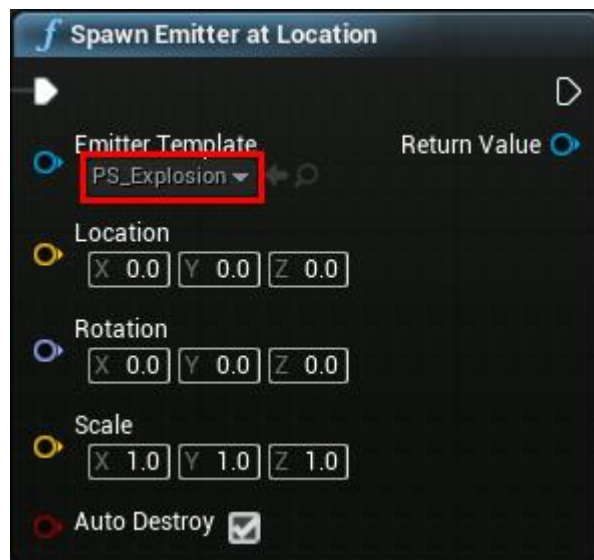 f Spawn Emitter at Location
Emitter Template
Return Value
PS_Explosion
Location
X 0.0 Y 0.0 Z 0.0
Rotation
X 0.0 Y 0.0 Z 0.0
Scale
X 1.0 Y 1.0 Z 1.0
Auto Destroy